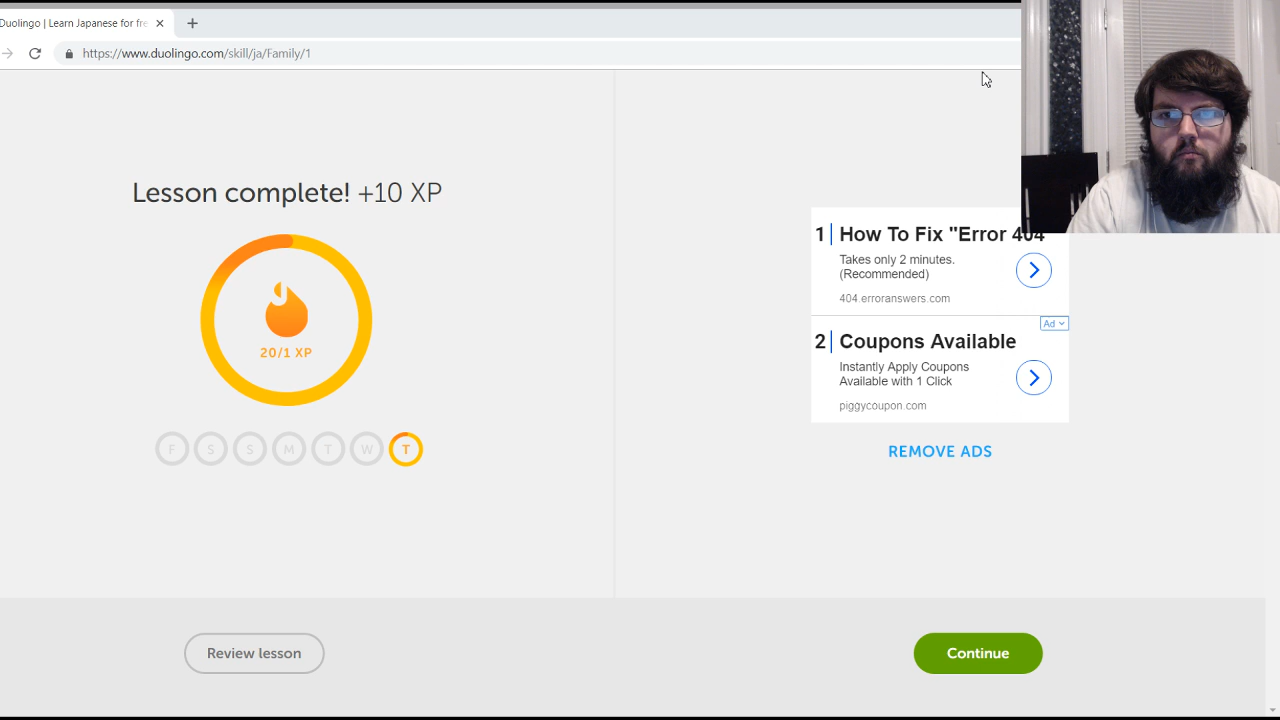 Duolingo | Learn Japanese for fre
https://www.duolingo.com/skill/ja/Family/1
Lesson complete! +10 XP
20/1 XP
F S S M T W T
1 How To Fix "Error 404"
Takes only 2 minutes.
(Recommended)
404.erroranswers.com
Ad
2 Coupons Available
Instantly Apply Coupons
Available with 1 Click
piggycoupon.com
REMOVE ADS
Review lesson
Continue